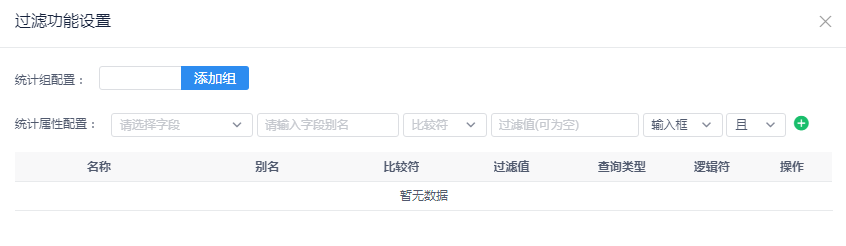 过滤功能设置
统计组配置： 添加组
统计属性配置： 请选择字段 请输入字段别名 比较符 过滤值(可为空) 输入框 且
名称 别名 比较符 过滤值 查询类型 逻辑符 操作
暂无数据